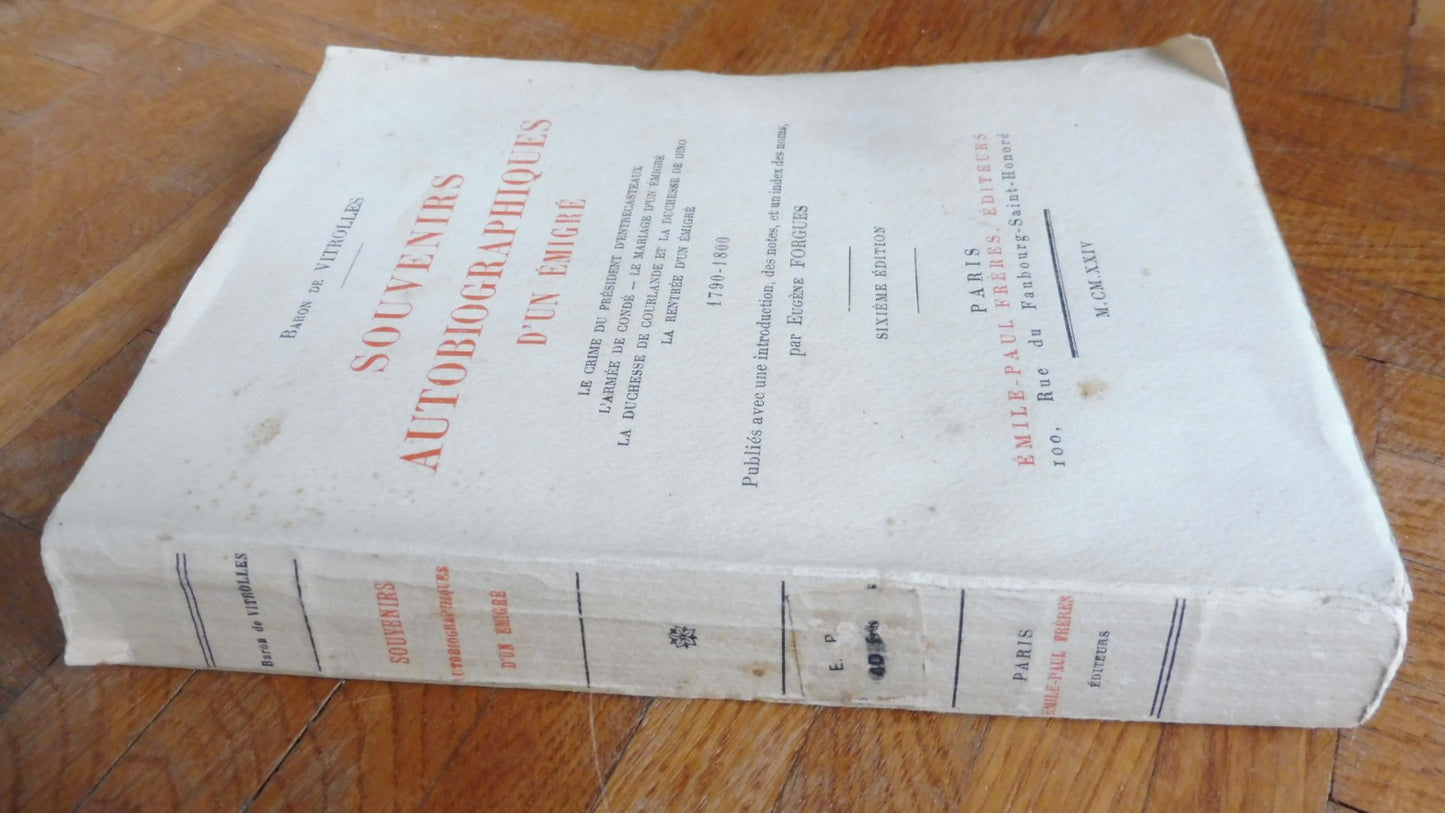 BARON DE VITROLLES
SOUVENIRS
AUTOBIOGRAPHIQUES
D'UN ÉMIGRÉ
LE CRIME DU PRÉSIDENT D'ENTRECASTEAUX
L'ARMÉE DE CONDÉ — LE MARIAGE D'UN ÉMIGRÉ
LA DUCHESSE DE COURLANDE ET LA DUCHESSE DE DINO
LA RENTRÉE D'UN ÉMIGRÉ
1790-1800
Publiés avec une introduction, des notes, et un index des noms,
par EUGÈNE FORGUES
SIXIÈME ÉDITION
PARIS
ÉMILE-PAUL FRÈRES, ÉDITEURS
100, Rue du Faubourg-Saint-Honoré
M.CM.XXIV
Baron de VITROLLES
SOUVENIRS
AUTOBIOGRAPHIQUES
D'UN EMIGRÉ
E. P.
PARIS
ÉMILE-PAUL FRÈRES
ÉDITEURS